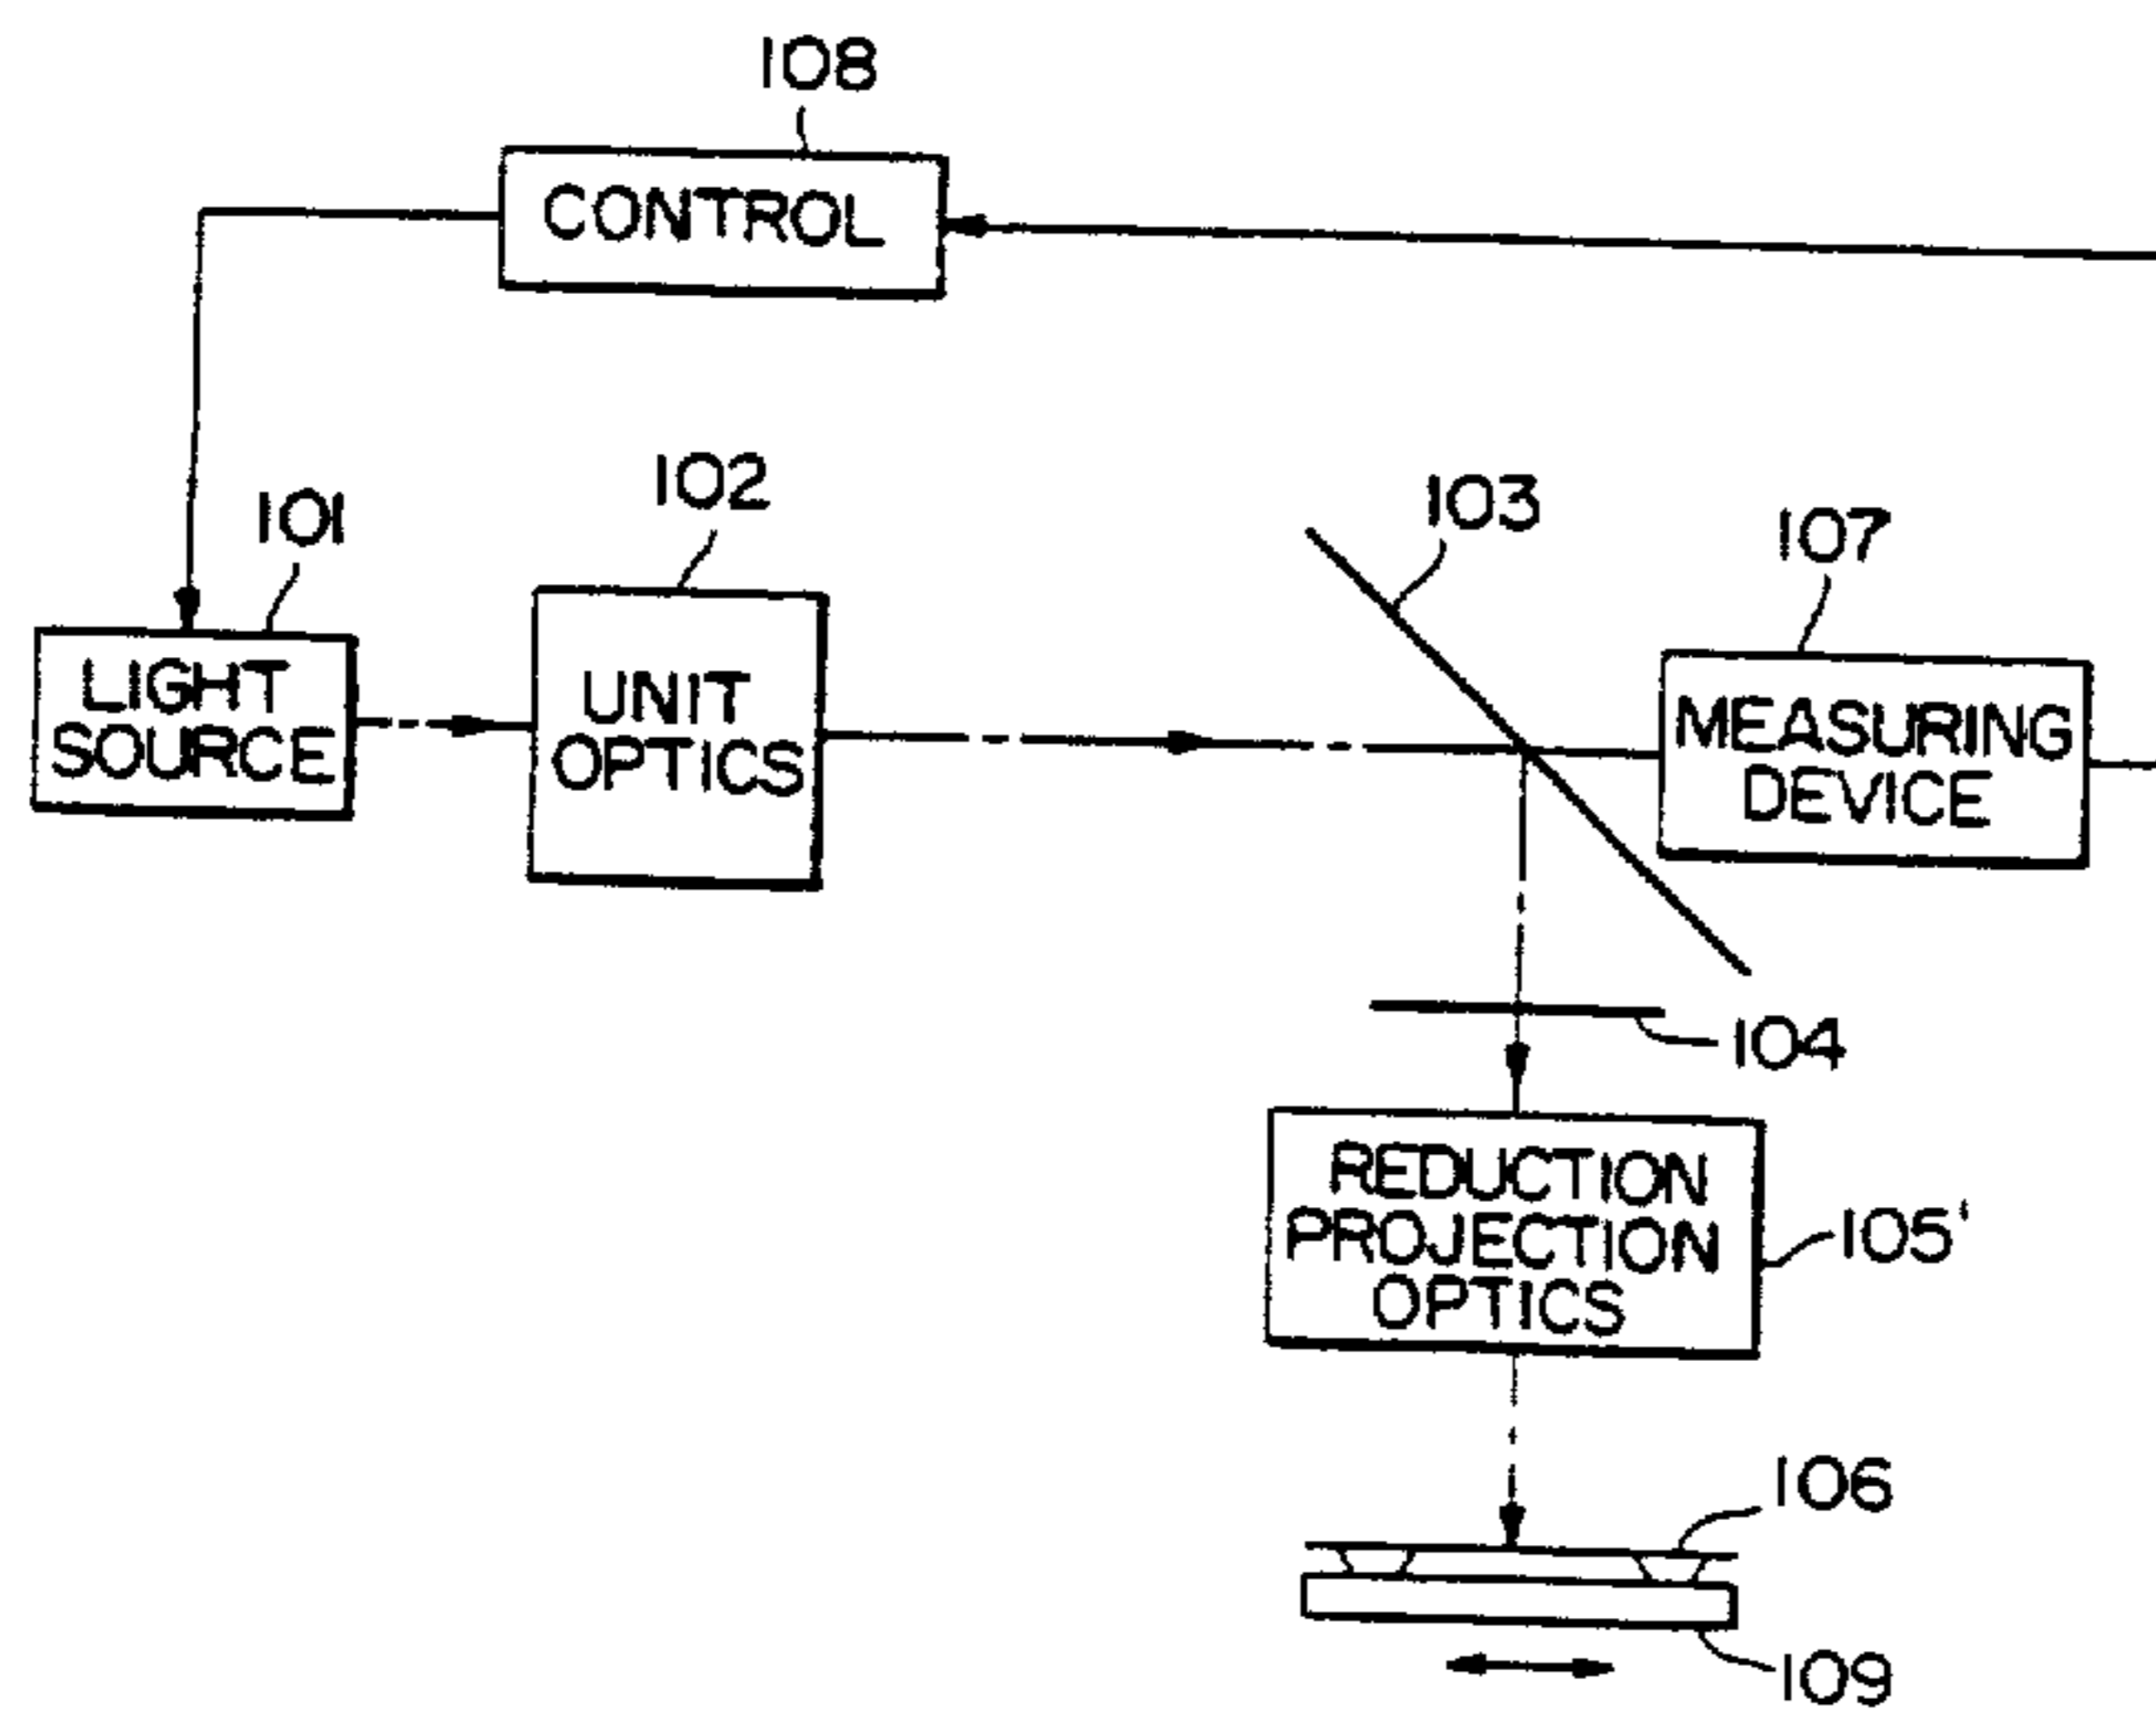 108
CONTROL
101
102
103
107
LIGHT
SOURCE
UNIT
OPTICS
MEASURING
DEVICE
104
REDUCTION
PROJECTION
OPTICS
105'
106
109